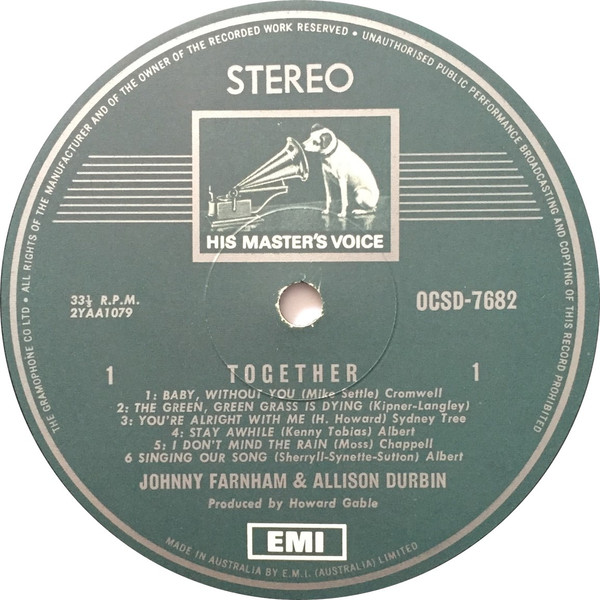 THE GRAMOPHONE CO LTD • ALL RIGHTS OF THE MANUFACTURER AND OF THE OWNER OF THE RECORDED WORK RESERVED • UNAUTHORISED PUBLIC PERFORMANCE BROADCASTING AND COPYING OF THIS RECORD PROHIBITED
STEREO
HIS MASTER'S VOICE
33⅓ R.P.M.
2YAA1079
OCSD-7682
1 TOGETHER 1
1: BABY, WITHOUT YOU (Mike Settle) Cromwell
2: THE GREEN, GREEN GRASS IS DYING (Kipner-Langley)
3: YOU'RE ALRIGHT WITH ME (H. Howard) Sydney Tree
4: STAY AWHILE (Kenny Tobias) Albert
5: I DON'T MIND THE RAIN (Moss) Chappell
6 SINGING OUR SONG (Sherryll-Synette-Sutton) Albert
JOHNNY FARNHAM & ALLISON DURBIN
Produced by Howard Gable
EMI
MADE IN AUSTRALIA BY E.M.I. (AUSTRALIA) LIMITED